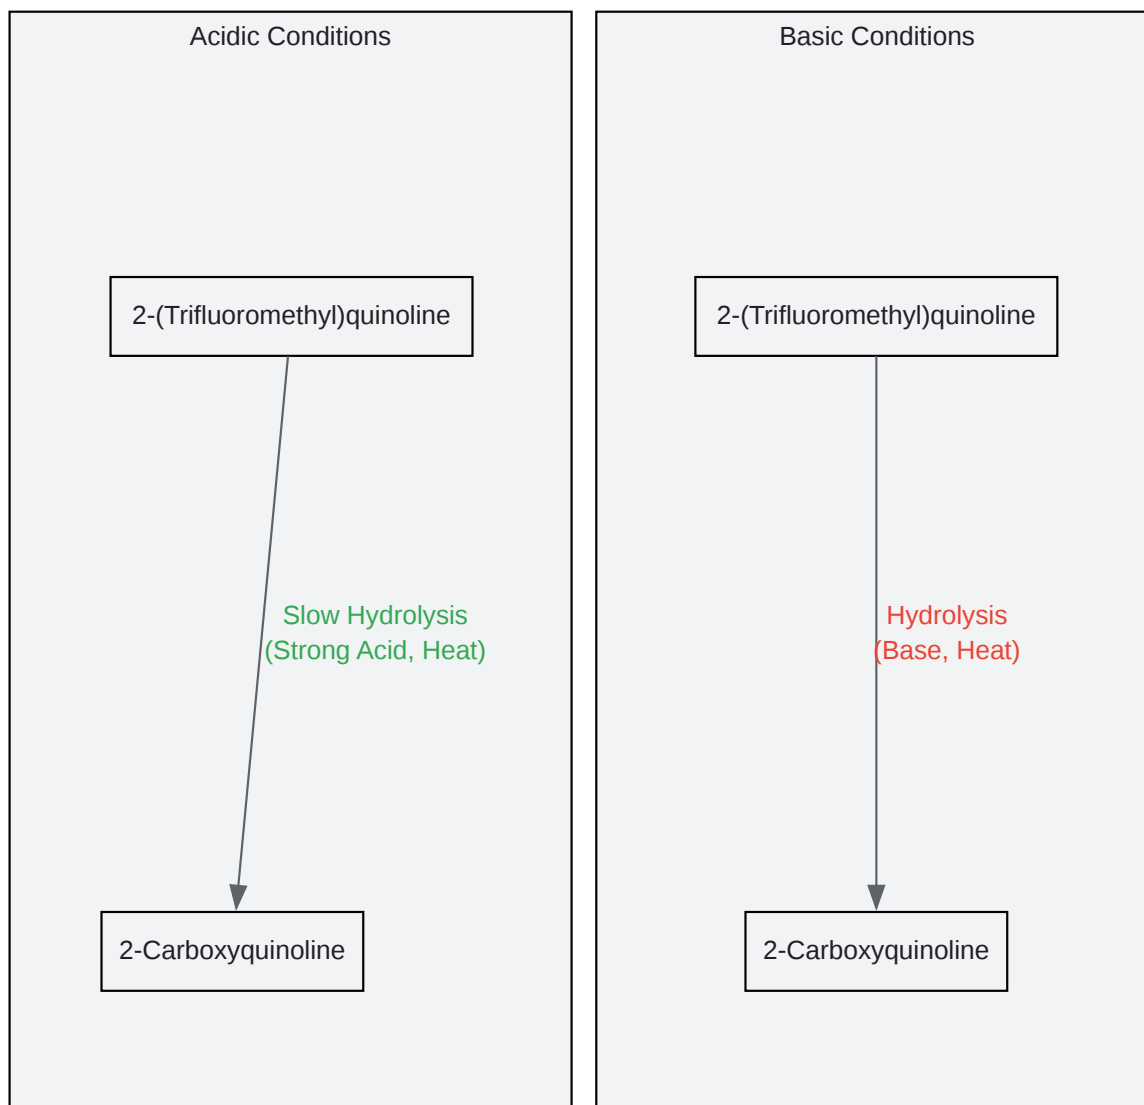 Acidic Conditions
2-(Trifluoromethyl)quinoline
Slow Hydrolysis
(Strong Acid, Heat)
2-Carboxyquinoline
Basic Conditions
2-(Trifluoromethyl)quinoline
Hydrolysis
(Base, Heat)
2-Carboxyquinoline